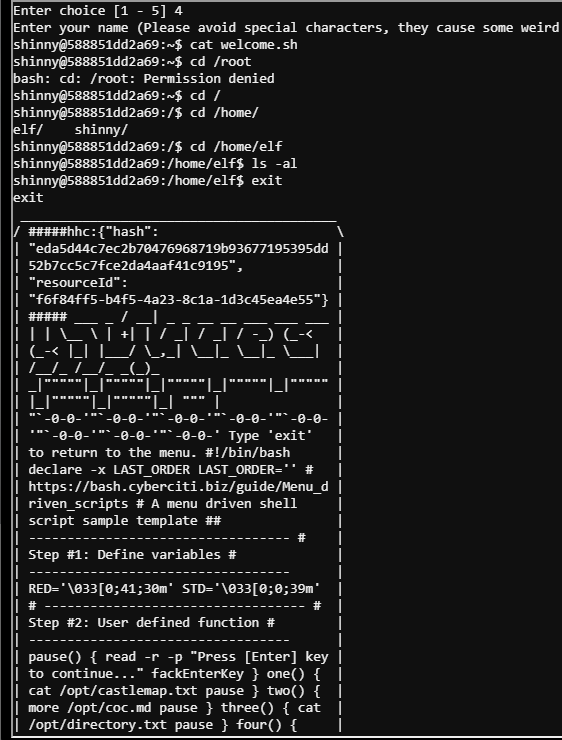 Enter choice [1 - 5] 4
Enter your name (Please avoid special characters, they cause some weird
shinny@588851dd2a69:~$ cat welcome.sh
shinny@588851dd2a69:~$ cd /root
bash: cd: /root: Permission denied
shinny@588851dd2a69:~$ cd /
shinny@588851dd2a69:/$ cd /home/
elf/    shinny/
shinny@588851dd2a69:/$ cd /home/elf
shinny@588851dd2a69:/home/elf$ ls -al
shinny@588851dd2a69:/home/elf$ exit
exit
 _______________________________________
/ #####hhc:{"hash":                     \
| "eda5d44c7ec2b70476968719b93677195395dd |
| 52b7cc5c7fce2da4aaf41c9195",          |
| "resourceId":                         |
| "f6f84ff5-b4f5-4a23-8c1a-1d3c45ea4e55"} |
| ##### ___ _ / __| _ _ __ __ ___ ___ ___ |
| | | \__ \ | +| | / _| / _| / -_) (_-<  |
| (_-< |_| |___/ \_,_| \__|_ \__|_ \___|  |
| /__/_ /__/_ _(_)_                     |
| _|"""""|_|"""""|_|"""""|_|"""""|_|""""" |
| |_|"""""|_|"""""|_| """ |             |
| "`-0-0-'"`-0-0-'"`-0-0-'"`-0-0-'"`-0-0- |
| '"`-0-0-'"`-0-0-'"`-0-0-' Type 'exit' |
| to return to the menu. #!/bin/bash    |
| declare -x LAST_ORDER LAST_ORDER='' # |
| https://bash.cyberciti.biz/guide/Menu_d |
| riven_scripts # A menu driven shell   |
| script sample template ##             |
| ---------------------------------- #  |
| Step #1: Define variables #           |
| ----------------------------------    |
| RED='\033[0;41;30m' STD='\033[0;0;39m' |
| # ---------------------------------- # |
| Step #2: User defined function #      |
| ----------------------------------    |
| pause() { read -r -p "Press [Enter] key |
| to continue..." fackEnterKey } one() { |
| cat /opt/castlemap.txt pause } two() { |
| more /opt/coc.md pause } three() { cat |
| /opt/directory.txt pause } four() {   |